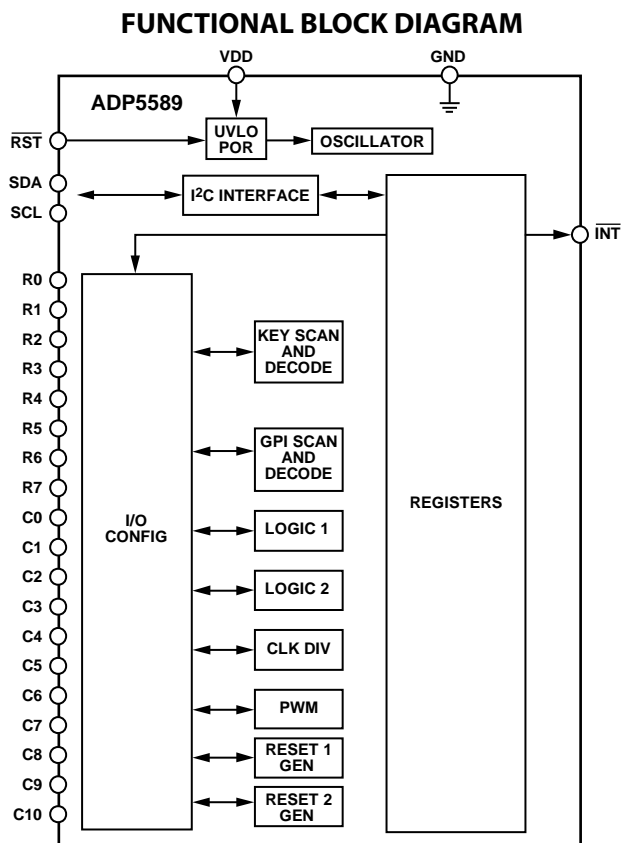 FUNCTIONAL BLOCK DIAGRAM
VDD
GND
ADP5589
RST
UVLO
POR
OSCILLATOR
SDA
SCL
I2C INTERFACE
INT
R0
R1
R2
R3
R4
R5
R6
R7
C0
C1
C2
C3
C4
C5
C6
C7
C8
C9
C10
I/O
CONFIG
KEY SCAN
AND
DECODE
GPI SCAN
AND
DECODE
LOGIC 1
LOGIC 2
CLK DIV
PWM
RESET 1
GEN
RESET 2
GEN
REGISTERS